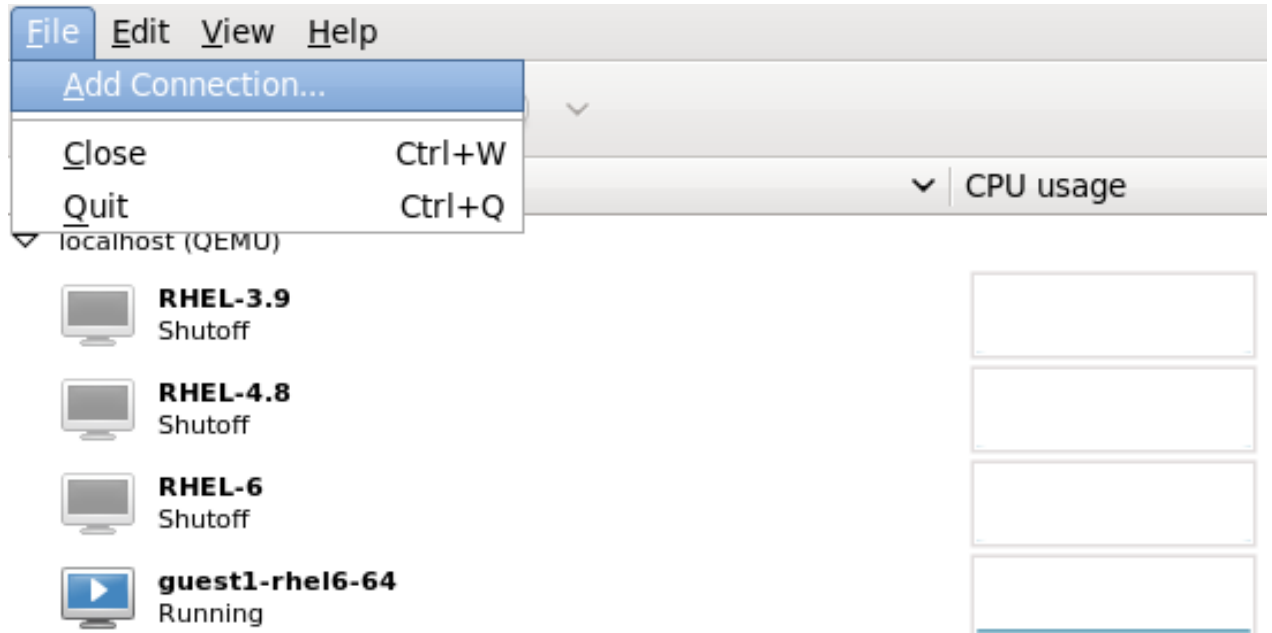 File Edit View Help
Add Connection...
Close Ctrl+W
Quit Ctrl+Q
CPU usage
localhost (QEMU)
RHEL-3.9
Shutoff
RHEL-4.8
Shutoff
RHEL-6
Shutoff
guest1-rhel6-64
Running